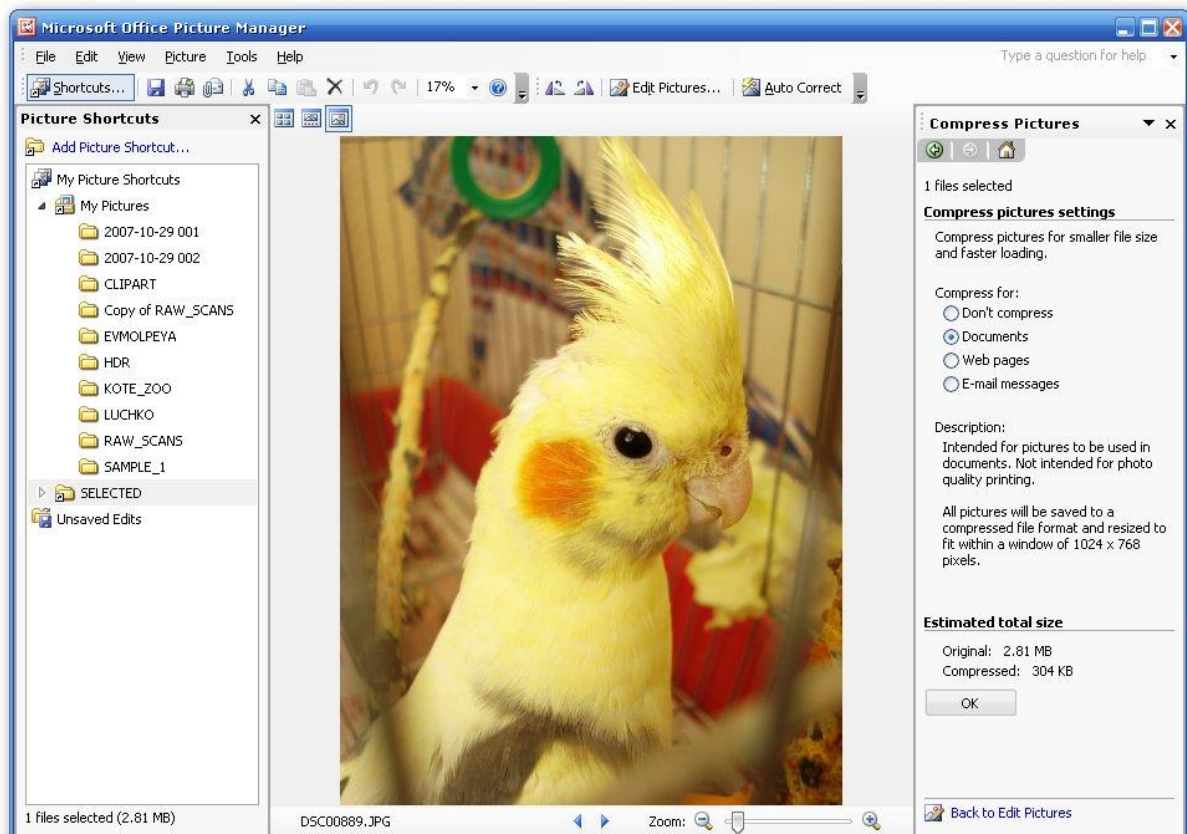 Microsoft Office Picture Manager
File Edit View Picture Tools Help
Type a question for help
Shortcuts... 17% Edit Pictures... Auto Correct
Picture Shortcuts
Add Picture Shortcut...
My Picture Shortcuts
My Pictures
2007-10-29 001
2007-10-29 002
CLIPART
Copy of RAW_SCANS
EVMOLPEYA
HDR
KOTE_ZOO
LUCHKO
RAW_SCANS
SAMPLE_1
SELECTED
Unsaved Edits
1 files selected (2.81 MB)
DSC00889.JPG Zoom:
Compress Pictures
1 files selected
Compress pictures settings
Compress pictures for smaller file size
and faster loading.
Compress for:
Don't compress
Documents
Web pages
E-mail messages
Description:
Intended for pictures to be used in
documents. Not intended for photo
quality printing.
All pictures will be saved to a
compressed file format and resized to
fit within a window of 1024 x 768
pixels.
Estimated total size
Original: 2.81 MB
Compressed: 304 KB
OK
Back to Edit Pictures